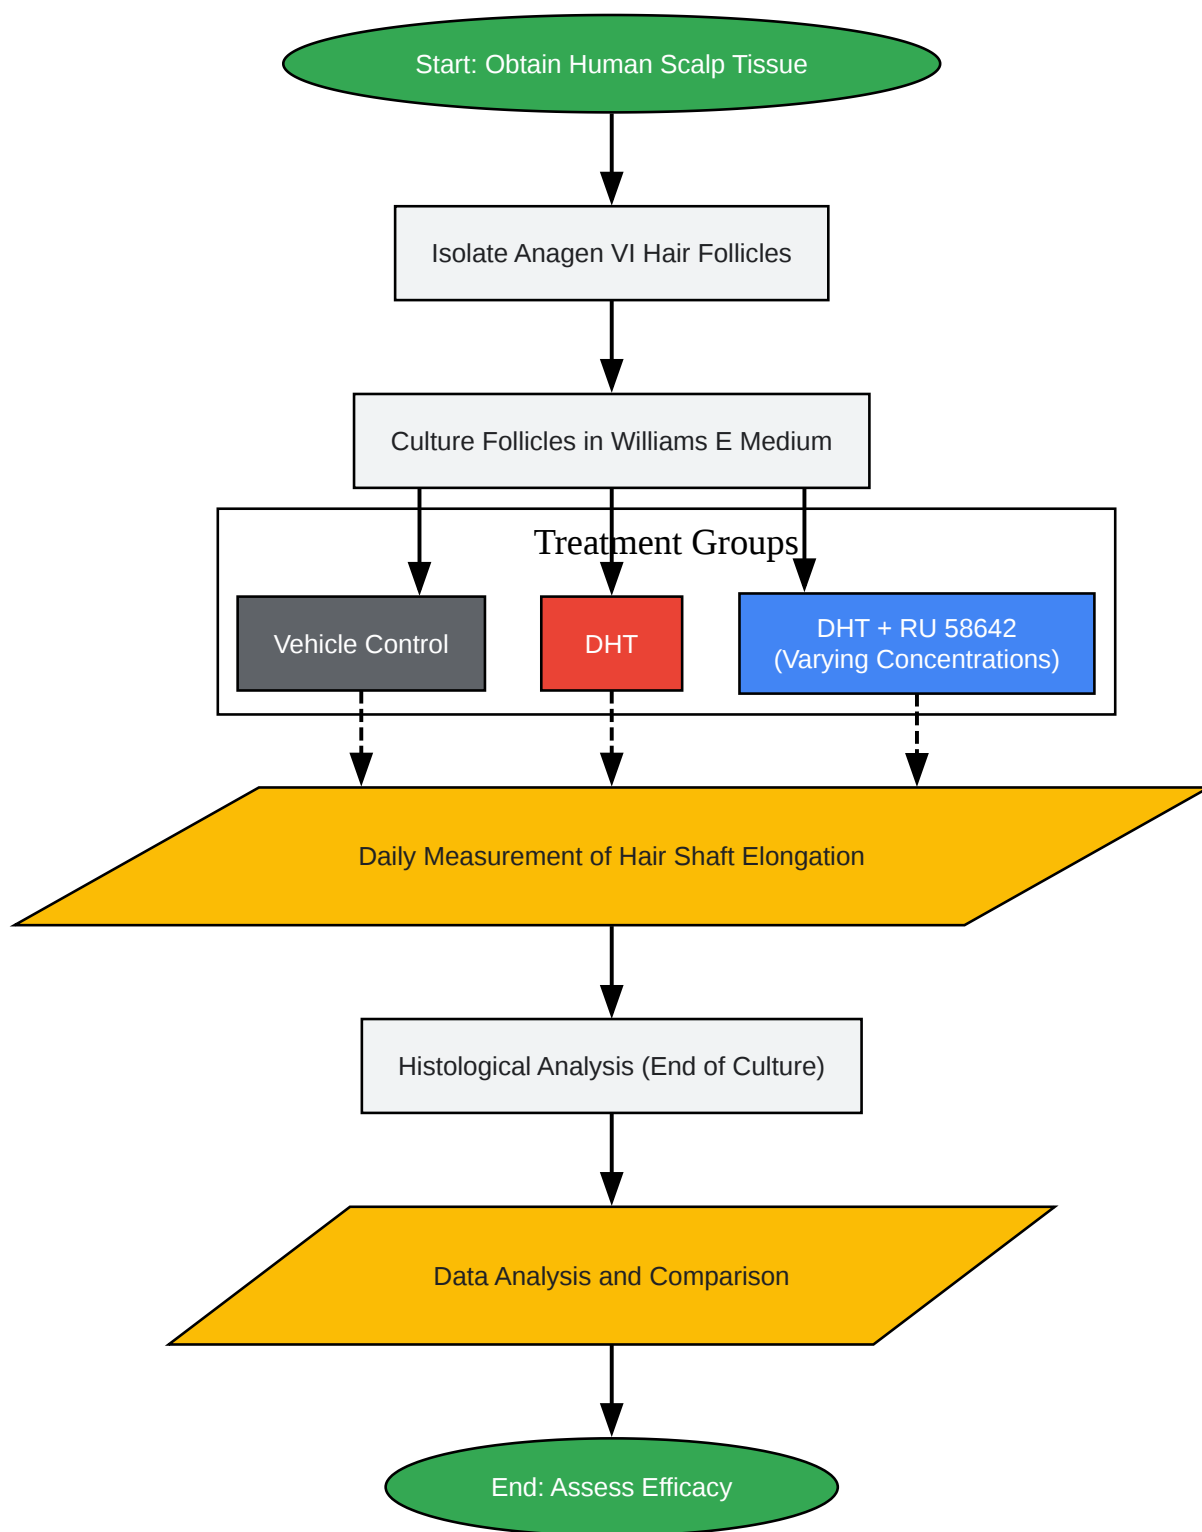 Start: Obtain Human Scalp Tissue
Isolate Anagen VI Hair Follicles
Culture Follicles in Williams E Medium
Treatment Groups
Vehicle Control
DHT
DHT + RU 58642
(Varying Concentrations)
Daily Measurement of Hair Shaft Elongation
Histological Analysis (End of Culture)
Data Analysis and Comparison
End: Assess Efficacy